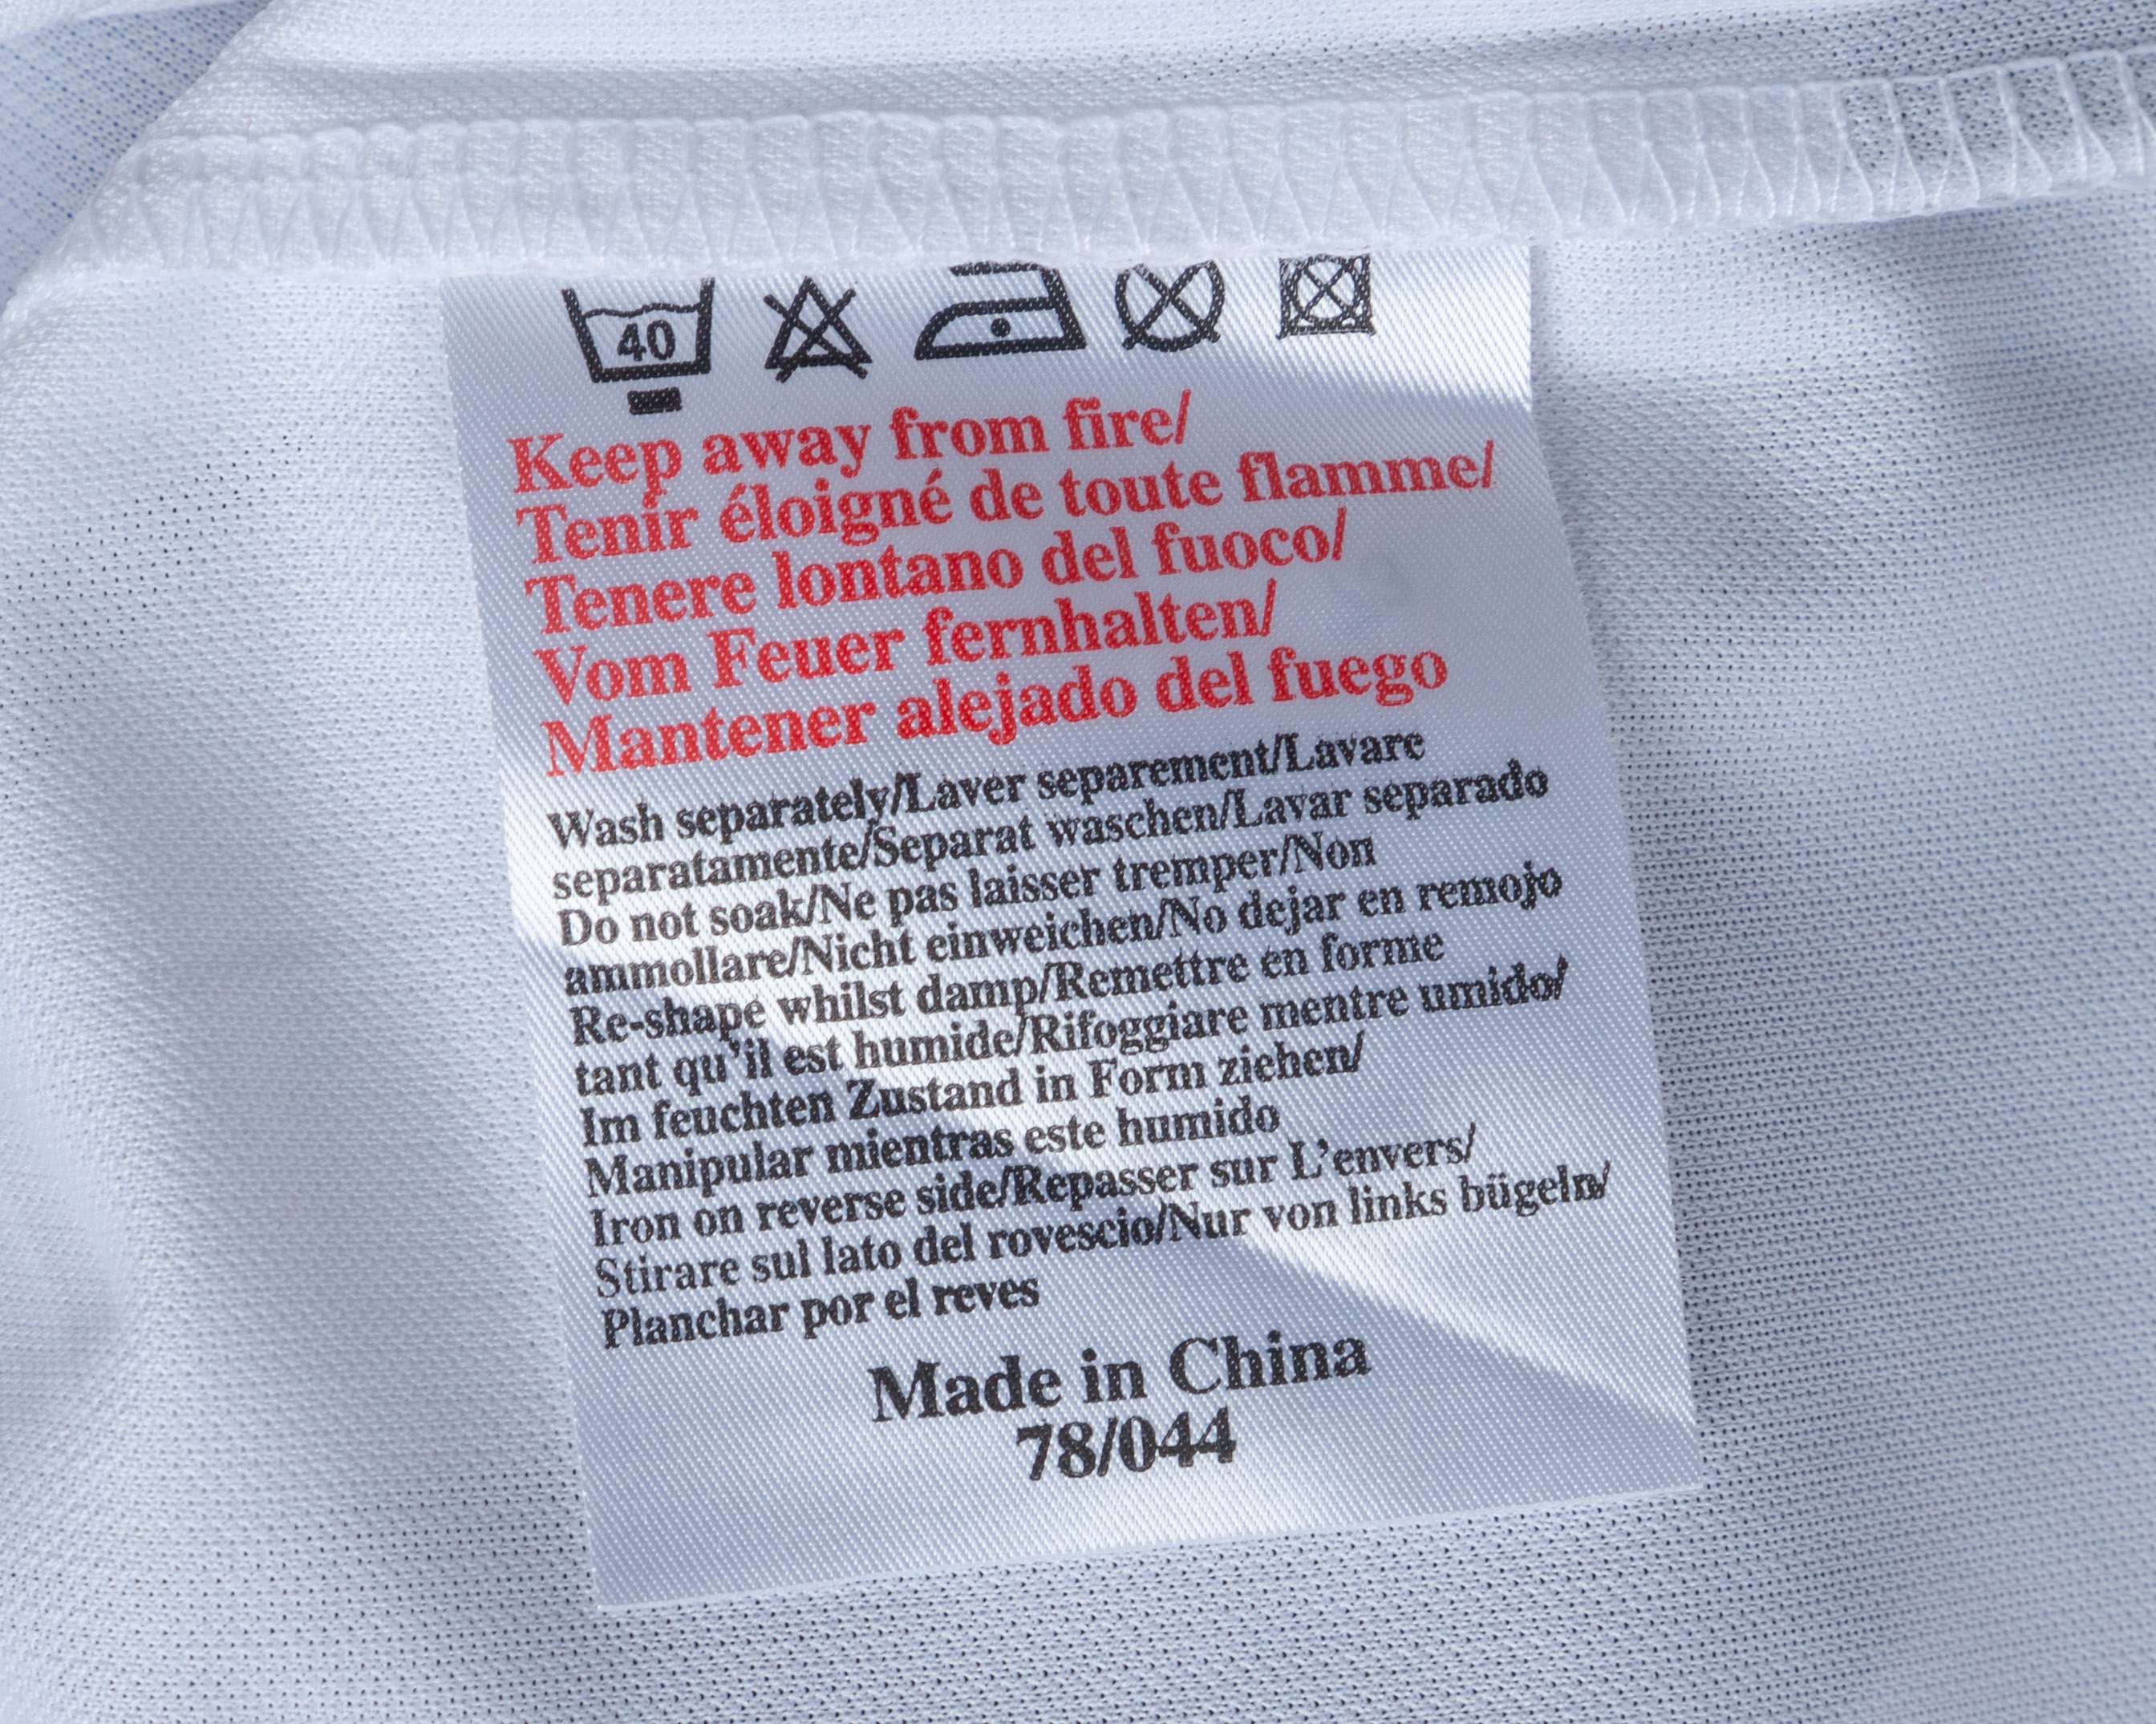 40
Keep away from fire/
Tenir éloigné de toute flamme/
Tenere lontano del fuoco/
Vom Feuer fernhalten/
Mantener alejado del fuego
Wash separately/Laver separement/Lavare
separatamente/Separat waschen/Lavar separado
Do not soak/Ne pas laisser tremper/Non
ammollare/Nicht einweichen/No dejar en remojo
Re-shape whilst damp/Remettre en forme
tant qu'il est humide/Rifoggiare mentre umido/
Im feuchten Zustand in Form ziehen/
Manipular mientras este humido
Iron on reverse side/Repasser sur L'envers/
Stirare sul lato del rovescio/Nur von links bügeln/
Planchar por el reves
Made in China
78/044